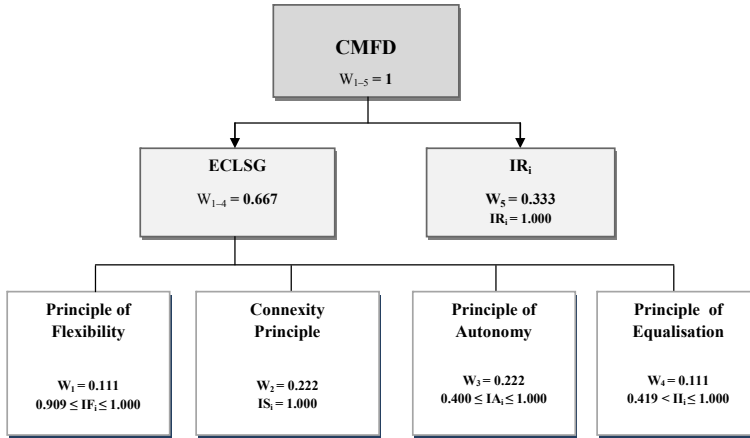 CMFD
W1–5 = 1
ECLSG
W1–4 = 0.667
IRi
W5 = 0.333
IRi = 1.000
Principle of
Flexibility
W1 = 0.111
0.909 ≤ IFi ≤ 1.000
Connexity
Principle
W2 = 0.222
ISi = 1.000
Principle of
Autonomy
W3 = 0.222
0.400 ≤ IAi ≤ 1.000
Principle of
Equalisation
W4 = 0.111
0.419 < IIi ≤ 1.000